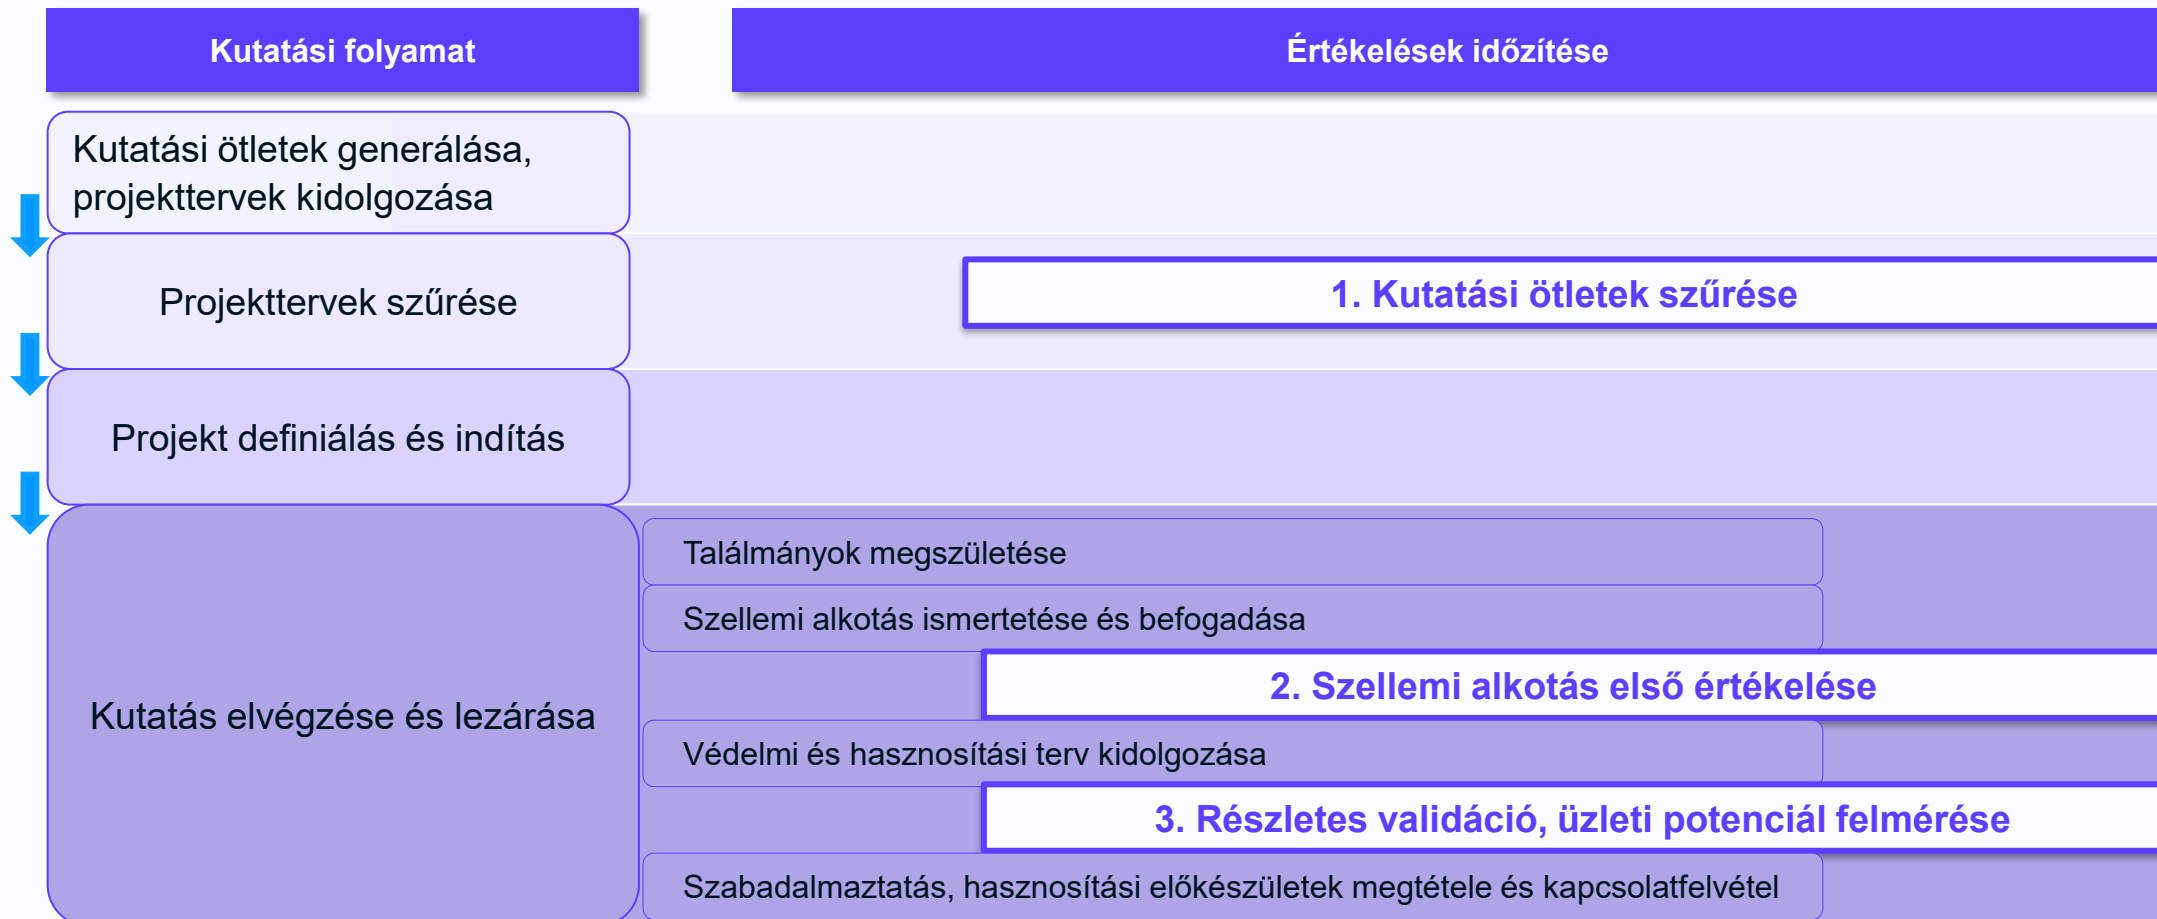 Kutatási folyamat
Értékelések időzítése
Kutatási ötletek generálása,
projekttervek kidolgozása
Projekttervek szűrése
1. Kutatási ötletek szűrése
Projekt definiálás és indítás
Kutatás elvégzése és lezárása
Találmányok megszületése
Szellemi alkotás ismertetése és befogadása
2. Szellemi alkotás első értékelése
Védelmi és hasznosítási terv kidolgozása
3. Részletes validáció, üzleti potenciál felmérése
Szabadalmaztatás, hasznosítási előkészületek megtétele és kapcsolatfelvétel